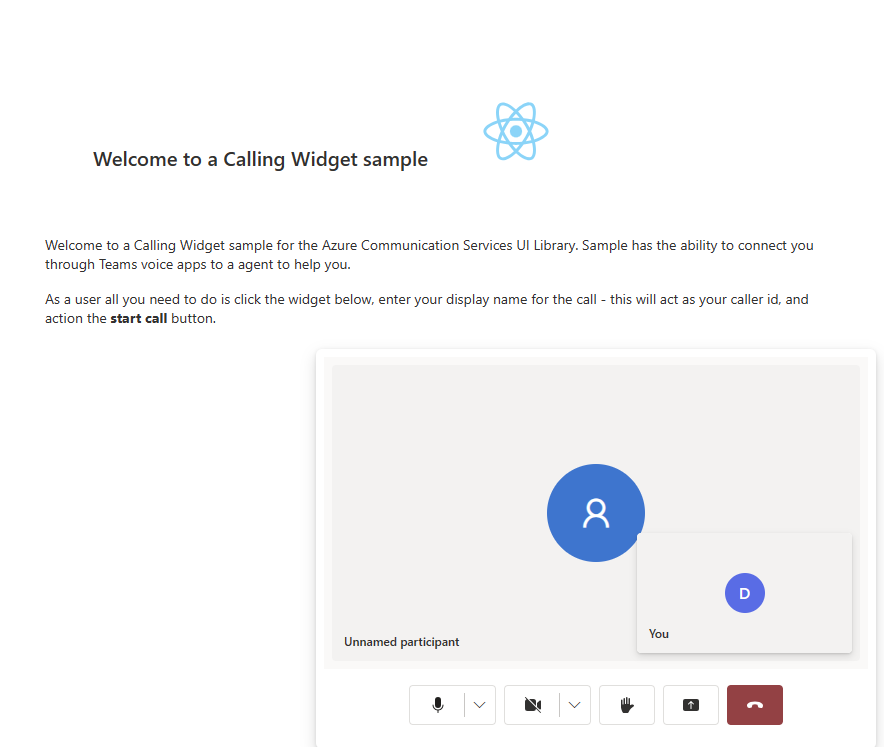 Welcome to a Calling Widget sample
Welcome to a Calling Widget sample for the Azure Communication Services UI Library. Sample has the ability to connect you
through Teams voice apps to a agent to help you.
As a user all you need to do is click the widget below, enter your display name for the call - this will act as your caller id, and
action the start call button.
D
You
Unnamed participant